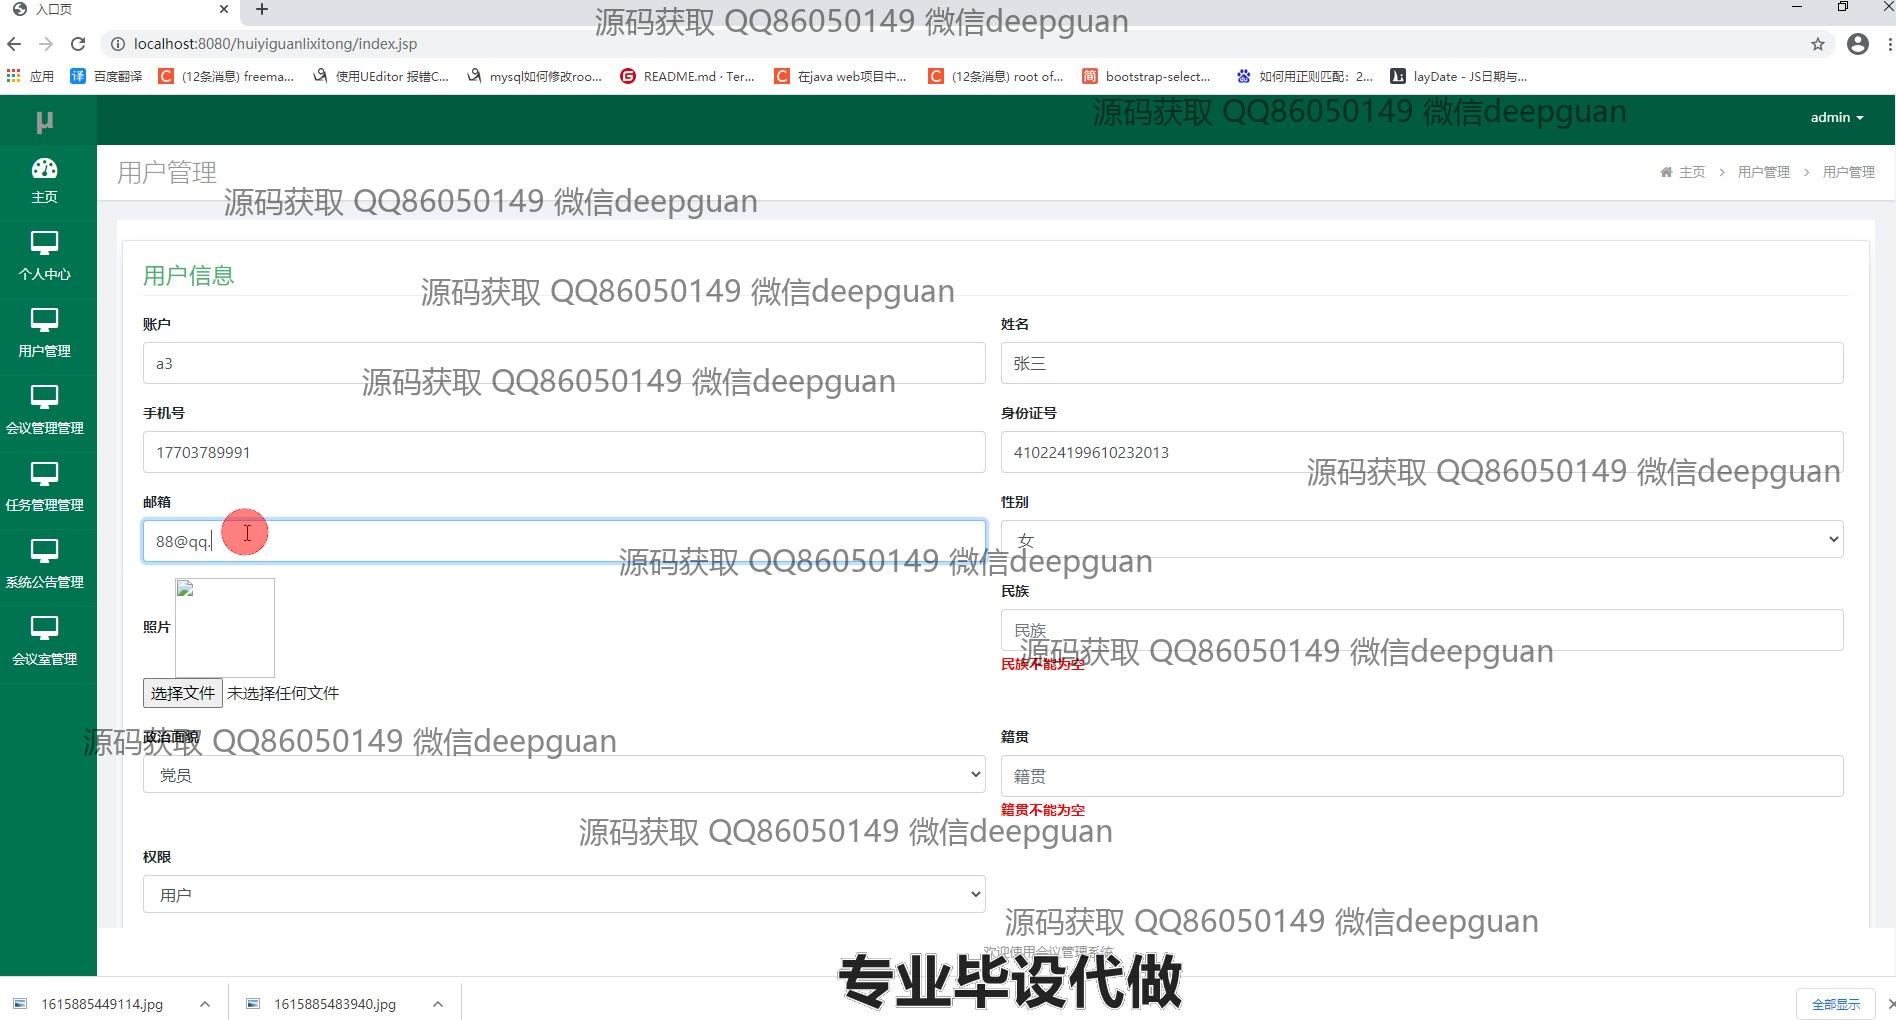 入口页
源码获取 QQ86050149 微信deepguan
localhost:8080/huiyiguanlixitong/index.jsp
应用
百度翻译
(12条消息) freema...
使用UEditor 报错C...
mysql如何修改roo...
README.md · Ter...
在java web项目中...
(12条消息) root of...
bootstrap-select...
如何用正则匹配：2...
layDate - JS日期与...
μ
源码获取 QQ86050149 微信deepguan
admin
主页
个人中心
用户管理
会议管理管理
任务管理管理
系统公告管理
会议室管理
用户管理
主页 > 用户管理 > 用户管理
源码获取 QQ86050149 微信deepguan
用户信息
源码获取 QQ86050149 微信deepguan
账户
姓名
a3
张三
源码获取 QQ86050149 微信deepguan
手机号
身份证号
17703789991
410224199610232013
源码获取 QQ86050149 微信deepguan
邮箱
性别
88@qq.
女
源码获取 QQ86050149 微信deepguan
照片
民族
民族
源码获取 QQ86050149 微信deepguan
民族不能为空
选择文件 未选择任何文件
政治面貌
籍贯
源码获取 QQ86050149 微信deepguan
党员
籍贯
籍贯不能为空
源码获取 QQ86050149 微信deepguan
权限
用户
源码获取 QQ86050149 微信deepguan
欢迎使用会议管理系统
专业毕设代做
1615885449114.jpg
1615885483940.jpg
全部显示